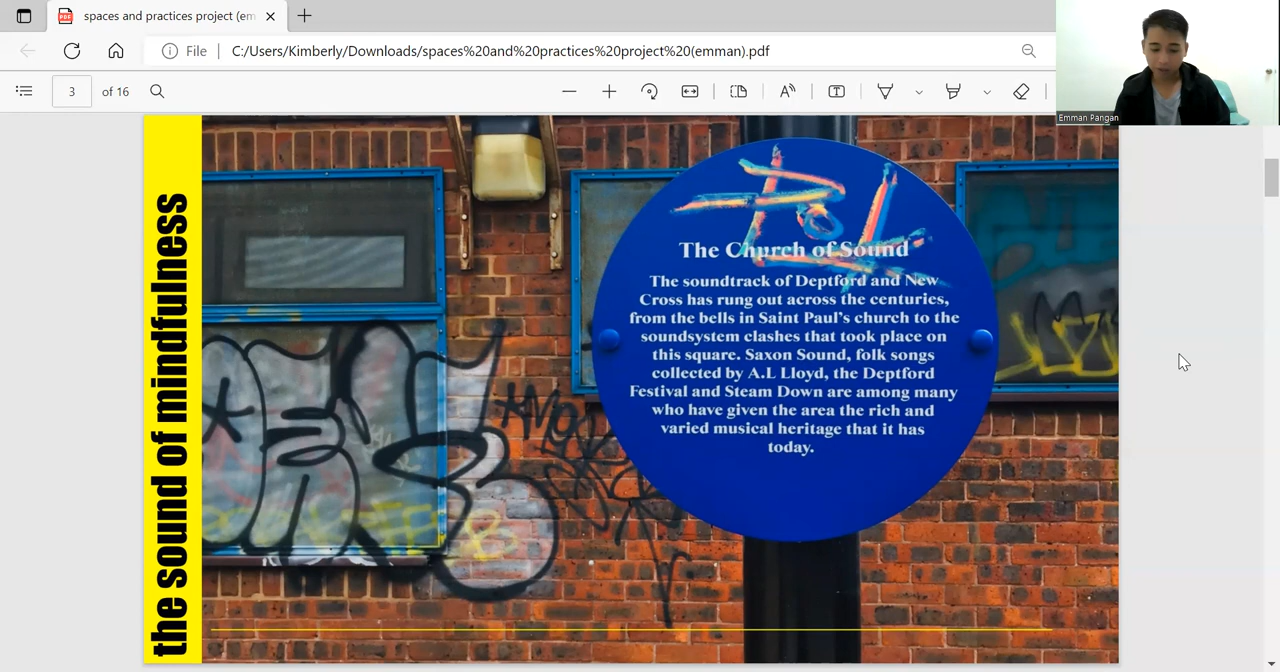 spaces and practices project (em
File
C:/Users/Kimberly/Downloads/spaces%20and%20practices%20project%20(emman).pdf
3 of 16
Emman Pangan
the sound of mindfulness
The Church of Sound
The soundtrack of Deptford and New
Cross has rung out across the centuries,
from the bells in Saint Paul's church to the
soundsystem clashes that took place on
this square. Saxon Sound, folk songs
collected by A.L Lloyd, the Deptford
Festival and Steam Down are among many
who have given the area the rich and
varied musical heritage that it has
today.